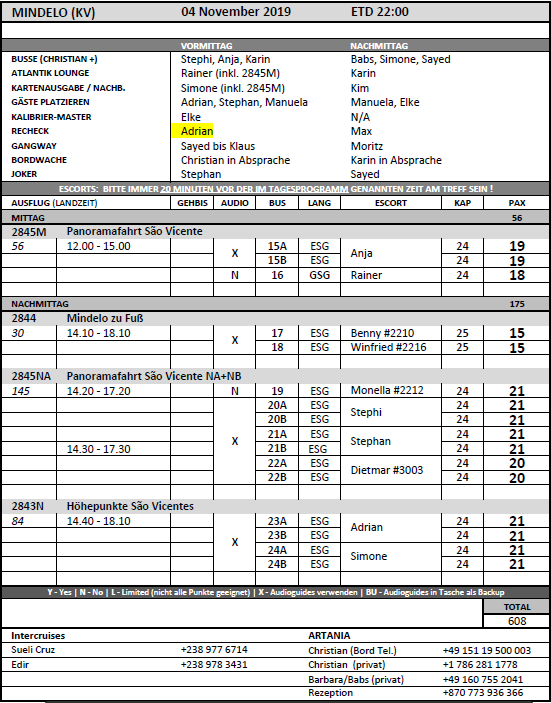 MINDELO (KV) 04 November 2019 ETD 22:00
VORMITTAG NACHMITTAG
BUSSE (CHRISTIAN +) Stephi, Anja, Karin Babs, Simone, Sayed
ATLANTIK LOUNGE Rainer (inkl. 2845M) Karin
KARTENAUSGABE / NACHB. Simone (inkl. 2845M) Kim
GÄSTE PLATZIEREN Adrian, Stephan, Manuela Manuela, Elke
KALIBRIER-MASTER Elke N/A
RECHECK Adrian Max
GANGWAY Sayed bis Klaus Moritz
BORDWACHE Christian in Absprache Karin in Absprache
JOKER Stephan Sayed
ESCORTS: BITTE IMMER 20 MINUTEN VOR DER IM TAGESPROGRAMM GENANNTEN ZEIT AM TREFF SEIN !
AUSFLUG (LANDZEIT) GEHBIS AUDIO BUS LANG ESCORT KAP PAX
MITTAG 56
2845M Panoramafahrt São Vicente
56 12.00 - 15.00 X 15A ESG Anja 24 19
15B ESG 24 19
N 16 GSG Rainer 24 18
NACHMITTAG 175
2844 Mindelo zu Fuß
30 14.10 - 18.10 X 17 ESG Benny #2210 25 15
18 ESG Winfried #2216 25 15
2845NA Panoramafahrt São Vicente NA+NB
145 14.20 - 17.20 N 19 ESG Monella #2212 24 21
X 20A ESG Stephi 24 21
20B ESG 24 21
21A ESG Stephan 24 21
14.30 - 17.30 21B ESG 24 21
22A ESG Dietmar #3003 24 20
22B ESG 24 20
2843N Höhepunkte São Vicentes
84 14.40 - 18.10 X 23A ESG Adrian 24 21
23B ESG 24 21
24A ESG Simone 24 21
24B ESG 24 21
Y - Yes | N - No | L - Limited (nicht alle Punkte geeignet) | X - Audioguides verwenden | BU - Audioguides in Tasche als Backup
TOTAL
608
Intercruises ARTANIA
Sueli Cruz +238 977 6714 Christian (Bord Tel.) +49 151 19 500 003
Edir +238 978 3431 Christian (privat) +1 786 281 1778
Barbara/Babs (privat) +49 160 755 2041
Rezeption +870 773 936 366